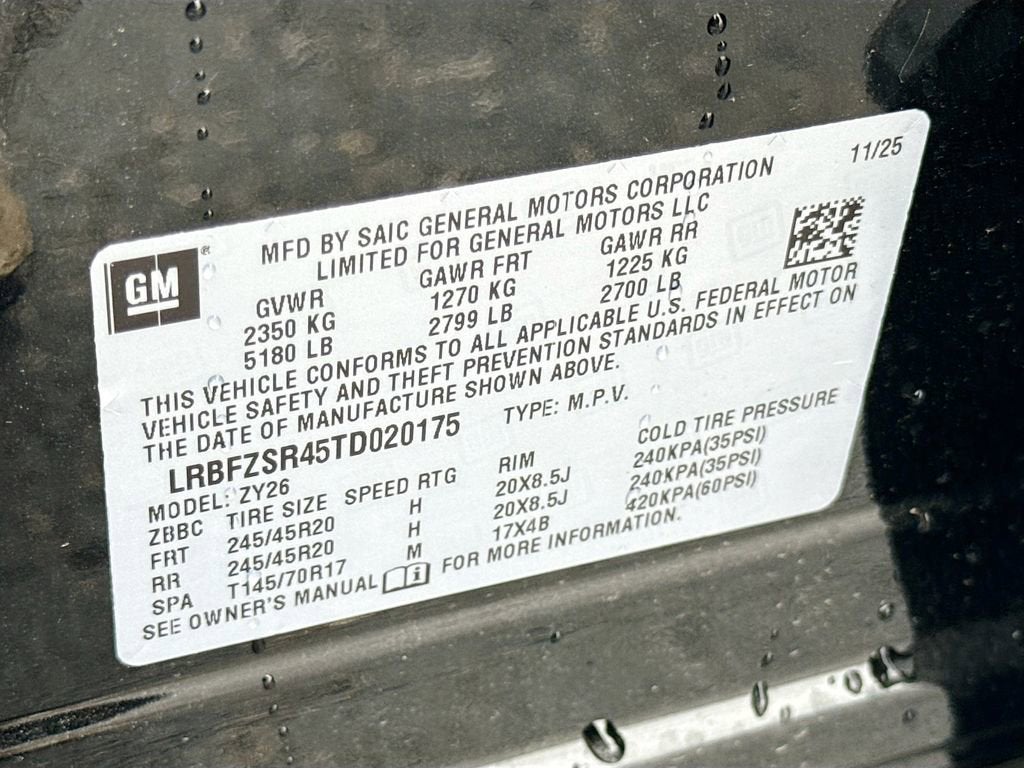 11/25
GM®
MFD BY SAIC GENERAL MOTORS CORPORATION
LIMITED FOR GENERAL MOTORS LLC
GVWR GAWR FRT GAWR RR
2350 KG 1270 KG 1225 KG
5180 LB 2799 LB 2700 LB
THIS VEHICLE CONFORMS TO ALL APPLICABLE U.S. FEDERAL MOTOR
VEHICLE SAFETY AND THEFT PREVENTION STANDARDS IN EFFECT ON
THE DATE OF MANUFACTURE SHOWN ABOVE.
LRBFZSR45TD020175 TYPE: M.P.V.
MODEL: ZY26
ZBBC TIRE SIZE SPEED RTG RIM COLD TIRE PRESSURE
FRT 245/45R20 H 20X8.5J 240KPA(35PSI)
RR 245/45R20 H 20X8.5J 240KPA(35PSI)
SPA T145/70R17 M 17X4B 420KPA(60PSI)
SEE OWNER'S MANUAL FOR MORE INFORMATION.